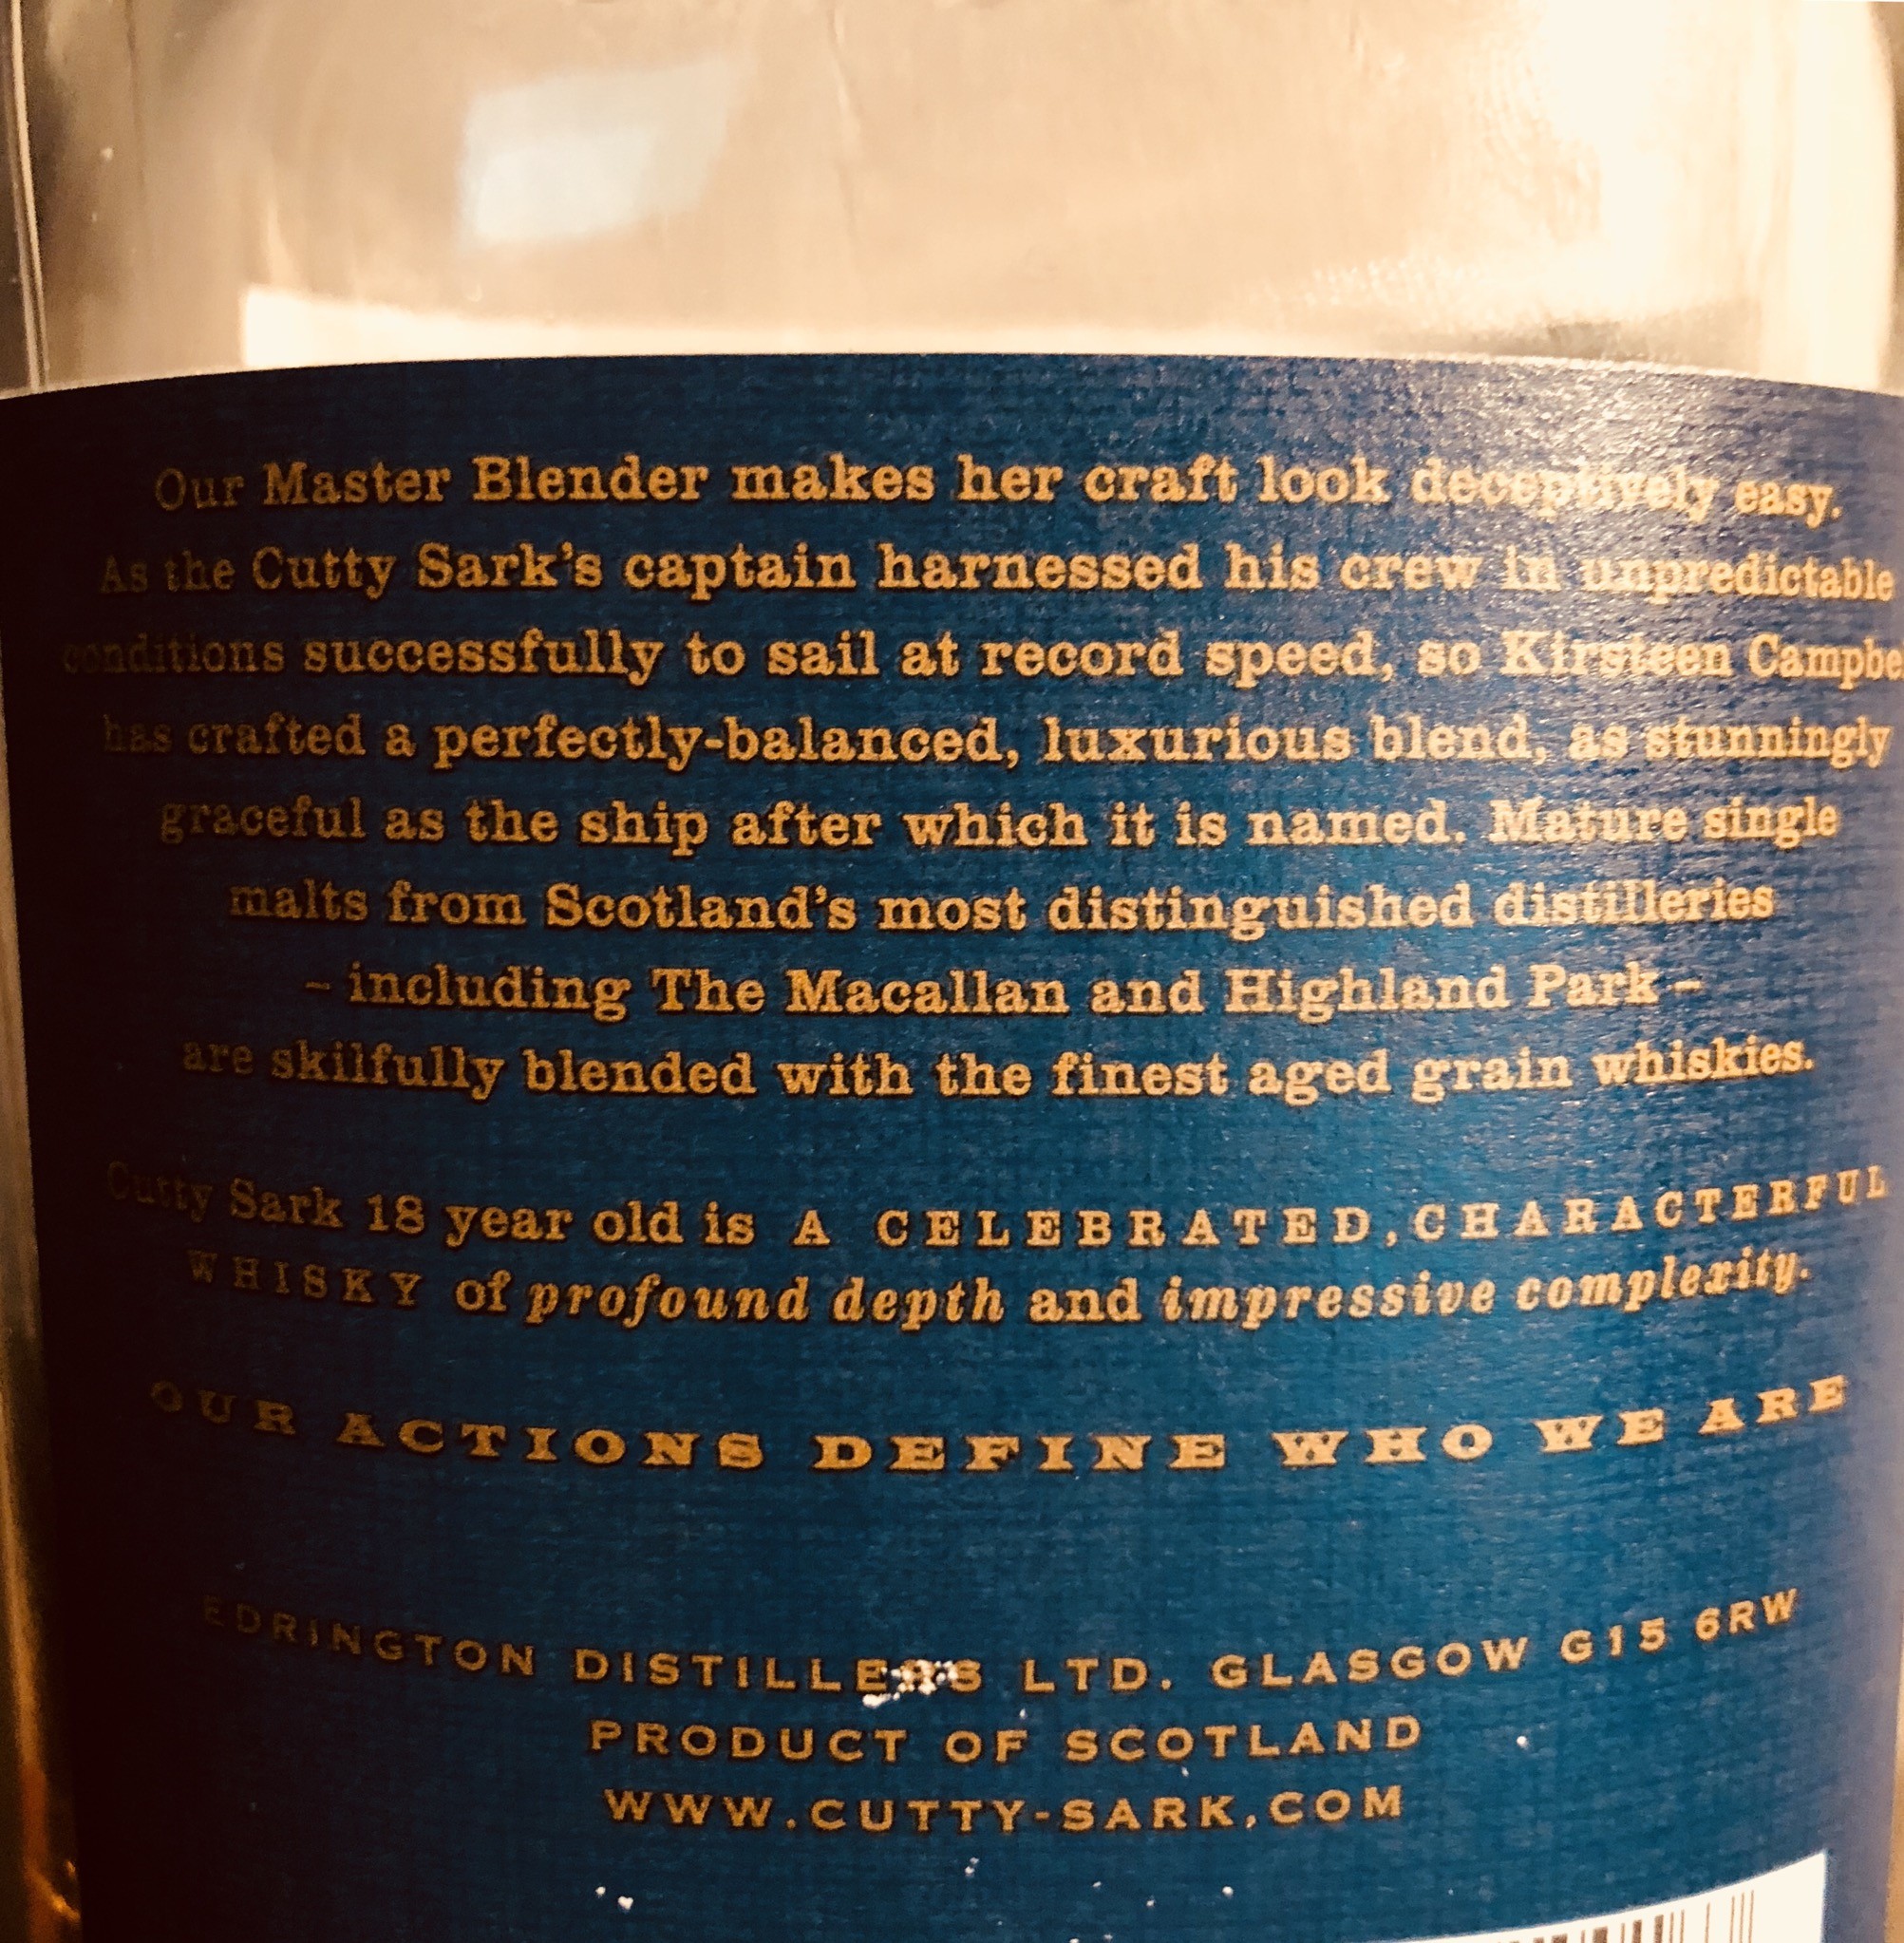 Our Master Blender makes her craft look deceptively easy.
As the Cutty Sark's captain harnessed his crew in unpredictable
conditions successfully to sail at record speed, so Kirsteen Campbe
has crafted a perfectly-balanced, luxurious blend, as stunningly
graceful as the ship after which it is named. Mature single
malts from Scotland's most distinguished distilleries
– including The Macallan and Highland Park –
are skilfully blended with the finest aged grain whiskies.
Cutty Sark 18 year old is A CELEBRATED, CHARACTERFUL
WHISKY of profound depth and impressive complexity.
OUR ACTIONS DEFINE WHO WE ARE
EDRINGTON DISTILLERS LTD. GLASGOW G15 6RW
PRODUCT OF SCOTLAND
WWW.CUTTY-SARK.COM